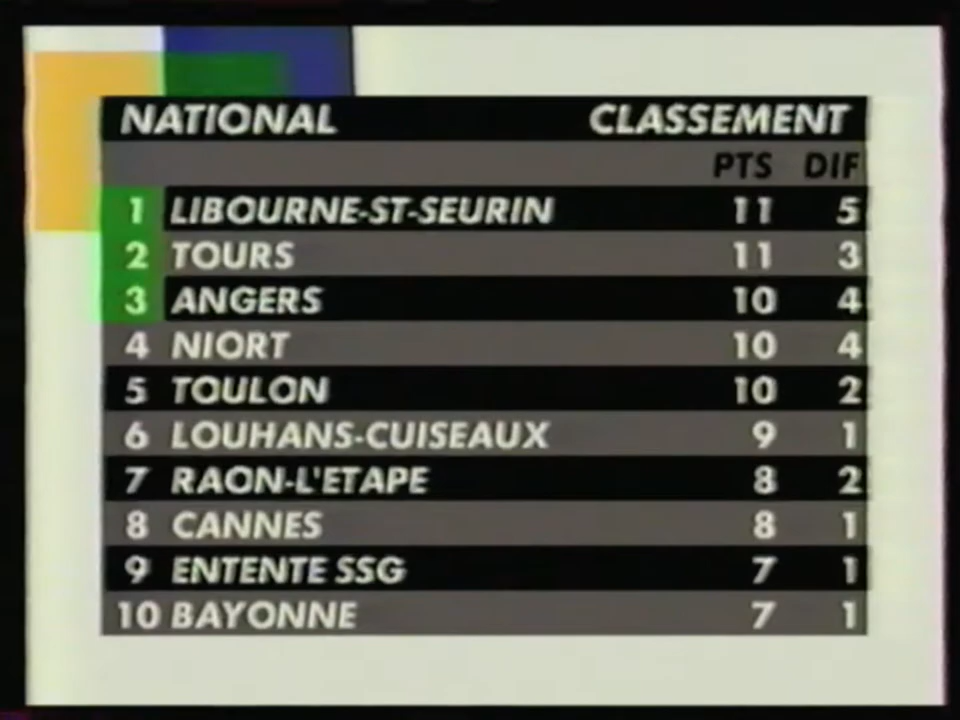 NATIONAL CLASSEMENT
PTS DIF
1 LIBOURNE-ST-SEURIN 11 5
2 TOURS 11 3
3 ANGERS 10 4
4 NIORT 10 4
5 TOULON 10 2
6 LOUHANS-CUISEAUX 9 1
7 RAON-L'ETAPE 8 2
8 CANNES 8 1
9 ENTENTE SSG 7 1
10 BAYONNE 7 1